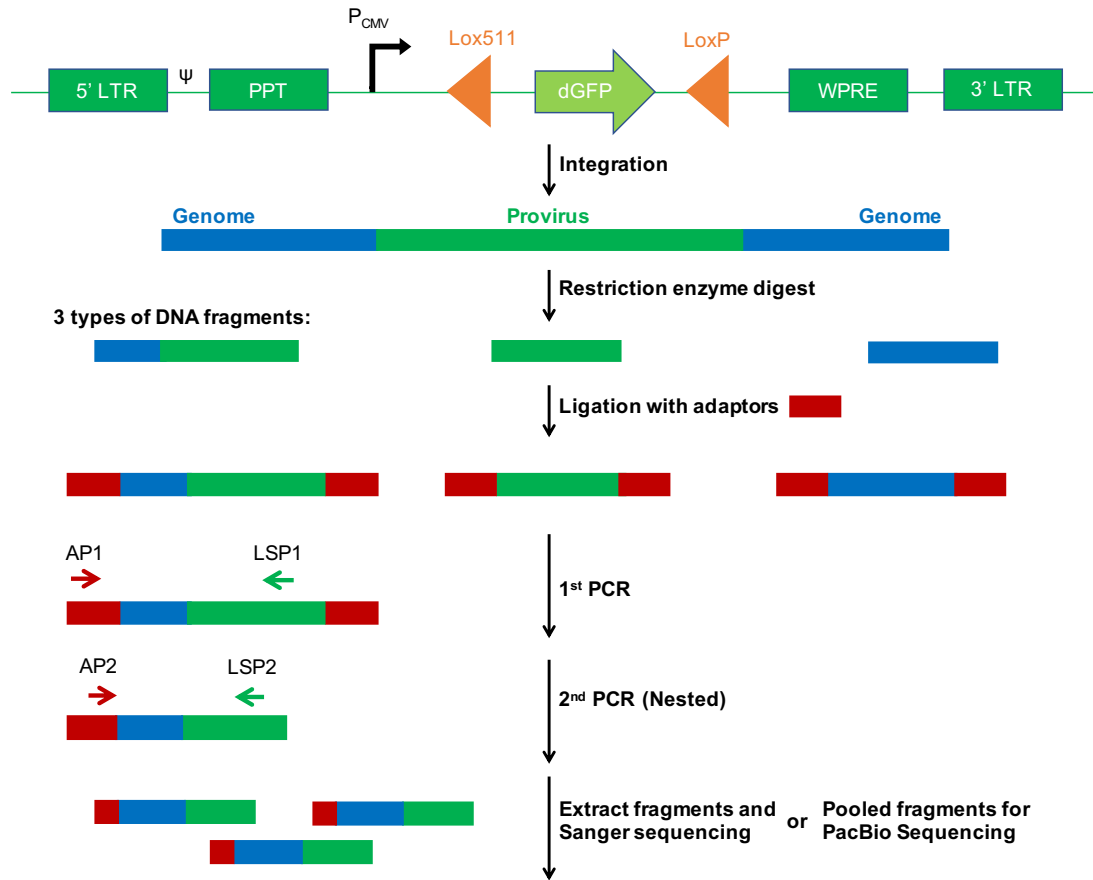 P_CMV
Lox511
LoxP
5' LTR
Ψ
PPT
dGFP
WPRE
3' LTR
Integration
Genome
Provirus
Genome
Restriction enzyme digest
3 types of DNA fragments:
Ligation with adaptors
AP1
LSP1
1st PCR
AP2
LSP2
2nd PCR (Nested)
Extract fragments and
Sanger sequencing
or
Pooled fragments for
PacBio Sequencing